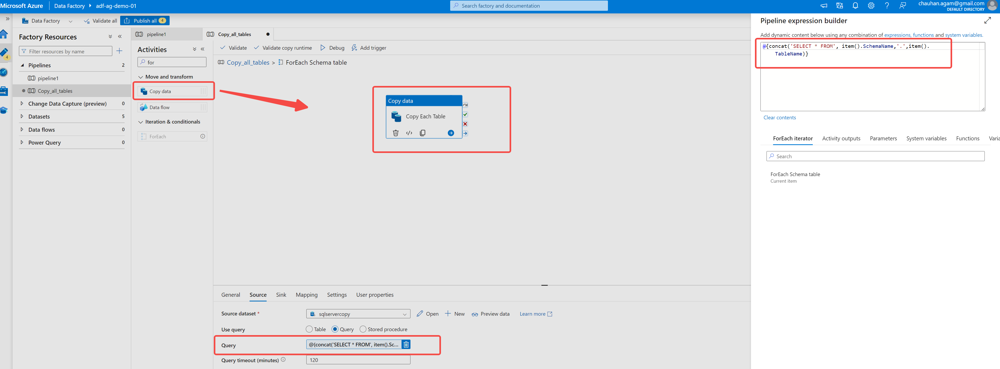 Microsoft Azure
Data Factory
adf-ag-demo-01
Search factory and documentation
chauhan.agam@gmail.com
DEFAULT DIRECTORY
Data Factory
Validate all
Publish all 4
4
Factory Resources
Filter resources by name
Pipelines 2
pipeline1
Copy_all_tables
Change Data Capture (preview) 0
Datasets 5
Data flows 0
Power Query 0
pipeline1
Copy_all_tables
Activities
for
Move and transform
Copy data
Data flow
Iteration & conditionals
ForEach
Validate
Validate copy runtime
Debug
Add trigger
Copy_all_tables > ForEach Schema table
Copy data
Copy Each Table
General Source Sink Mapping Settings User properties
Source dataset *
sqlservercopy
Open
New
Preview data
Learn more
Use query
Table Query Stored procedure
Query
@{concat('SELECT * FROM', item().Sc...
Query timeout (minutes)
120
Pipeline expression builder
Add dynamic content below using any combination of expressions, functions and system variables.
@{concat('SELECT * FROM', item().SchemaName,'.',item().
TableName)}
Clear contents
ForEach iterator Activity outputs Parameters System variables Functions Varia
Search
ForEach Schema table
Current item